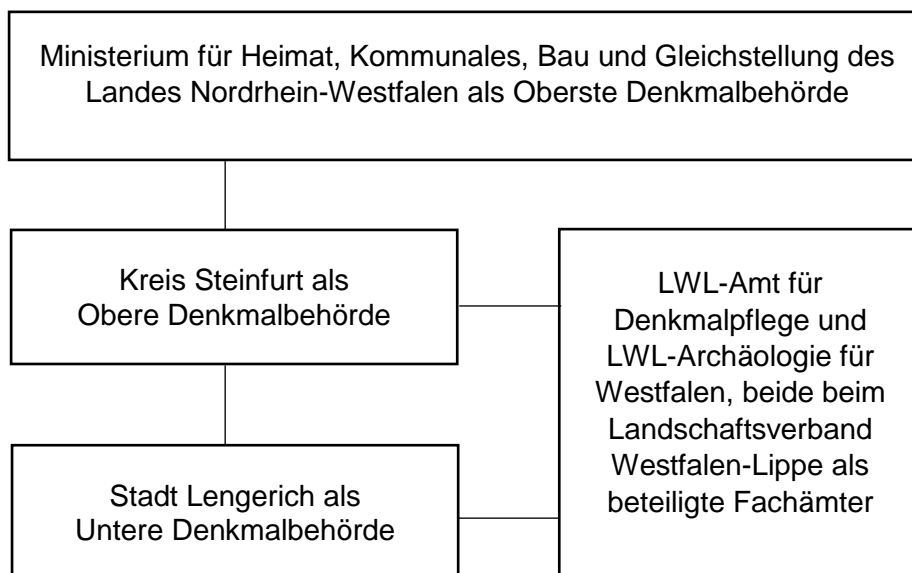 Ministerium für Heimat, Kommunales, Bau und Gleichstellung des
Landes Nordrhein-Westfalen als Oberste Denkmalbehörde
Kreis Steinfurt als
Obere Denkmalbehörde
LWL-Amt für
Denkmalpflege und
LWL-Archäologie für
Westfalen, beide beim
Landschaftsverband
Westfalen-Lippe als
beteiligte Fachämter
Stadt Lengerich als
Untere Denkmalbehörde